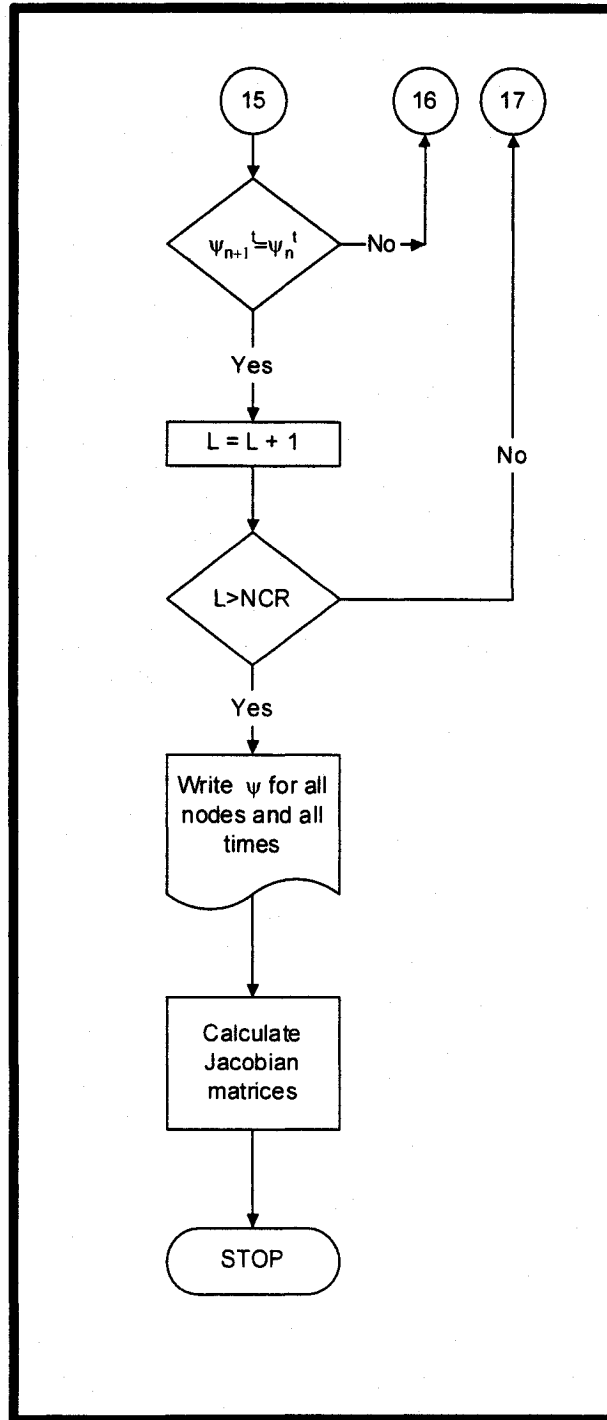 15
16
17
ψₙ₊₁ᵗ=ψₙᵗ
No
Yes
L = L + 1
No
L>NCR
Yes
Write ψ for all
nodes and all
times
Calculate
Jacobian
matrices
STOP